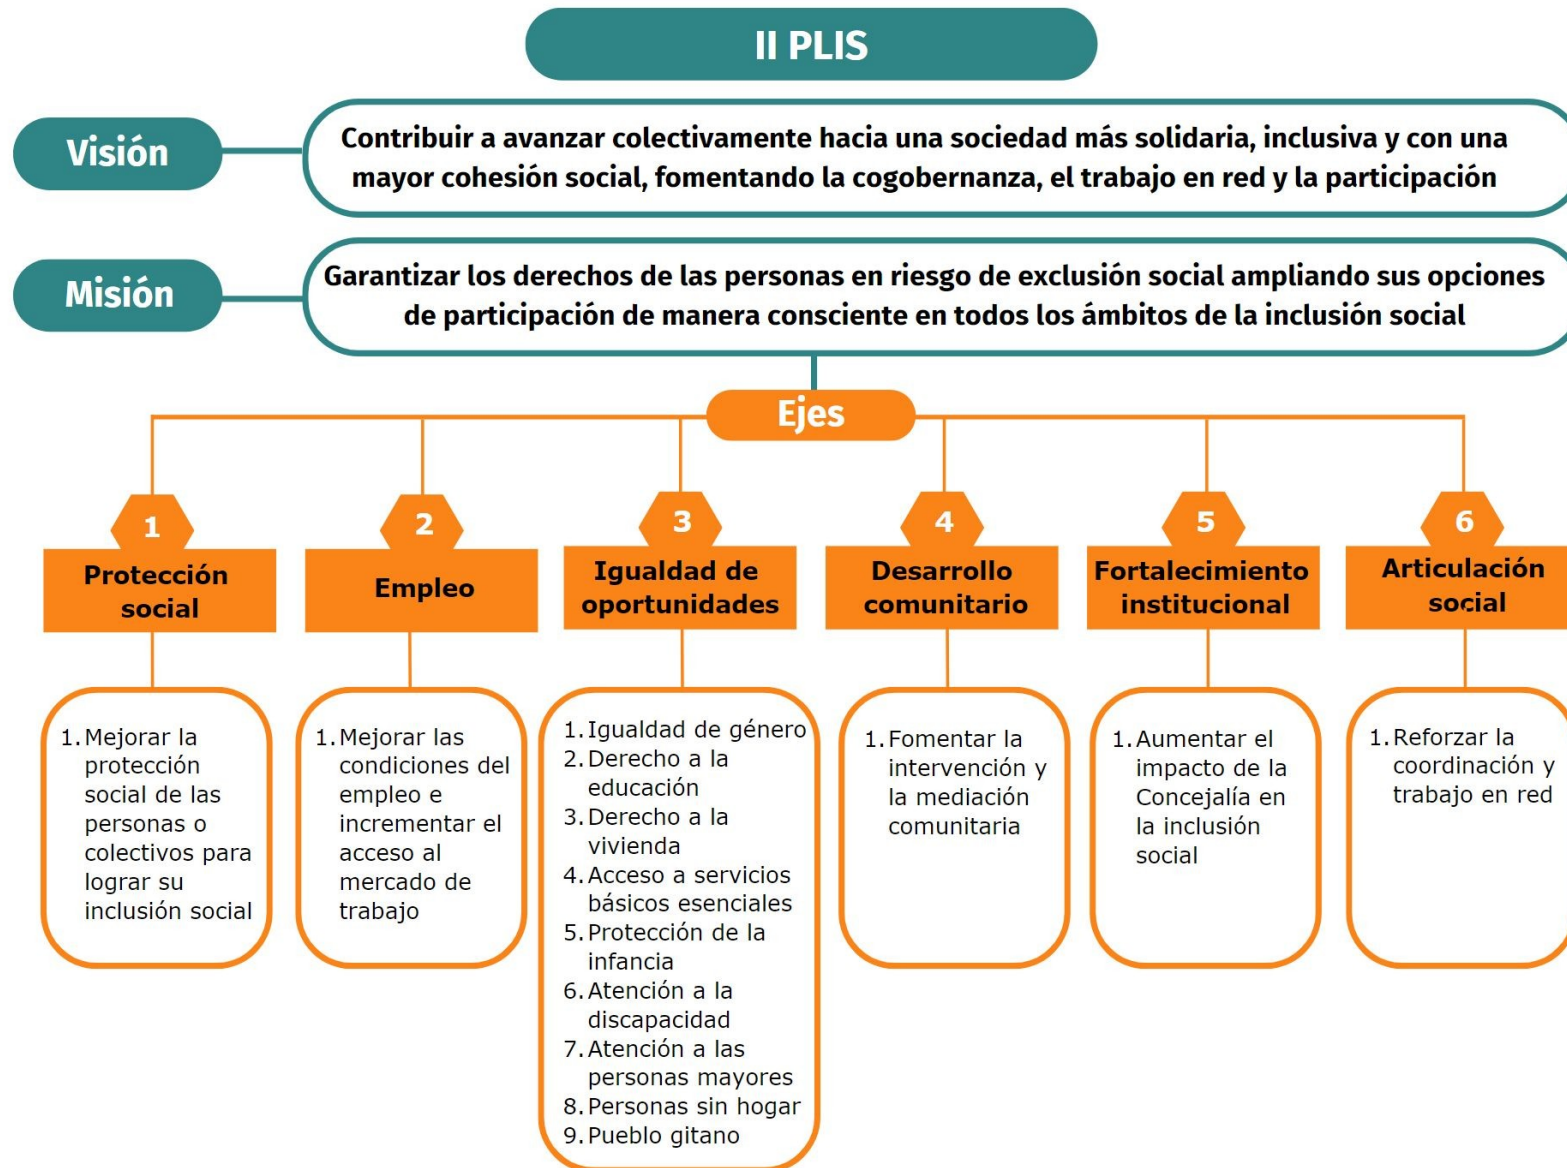 II PLIS
Visión
Contribuir a avanzar colectivamente hacia una sociedad más solidaria, inclusiva y con una
mayor cohesión social, fomentando la cogobernanza, el trabajo en red y la participación
Misión
Garantizar los derechos de las personas en riesgo de exclusión social ampliando sus opciones
de participación de manera consciente en todos los ámbitos de la inclusión social
Ejes
1
Protección
social
1. Mejorar la
protección
social de las
personas o
colectivos para
lograr su
inclusión social
2
Empleo
1. Mejorar las
condiciones del
empleo e
incrementar el
acceso al
mercado de
trabajo
3
Igualdad de
oportunidades
1. Igualdad de género
2. Derecho a la
educación
3. Derecho a la
vivienda
4. Acceso a servicios
básicos esenciales
5. Protección de la
infancia
6. Atención a la
discapacidad
7. Atención a las
personas mayores
8. Personas sin hogar
9. Pueblo gitano
4
Desarrollo
comunitario
1. Fomentar la
intervención y
la mediación
comunitaria
5
Fortalecimiento
institucional
1. Aumentar el
impacto de la
Concejalía en
la inclusión
social
6
Articulación
social
1. Reforzar la
coordinación y
trabajo en red